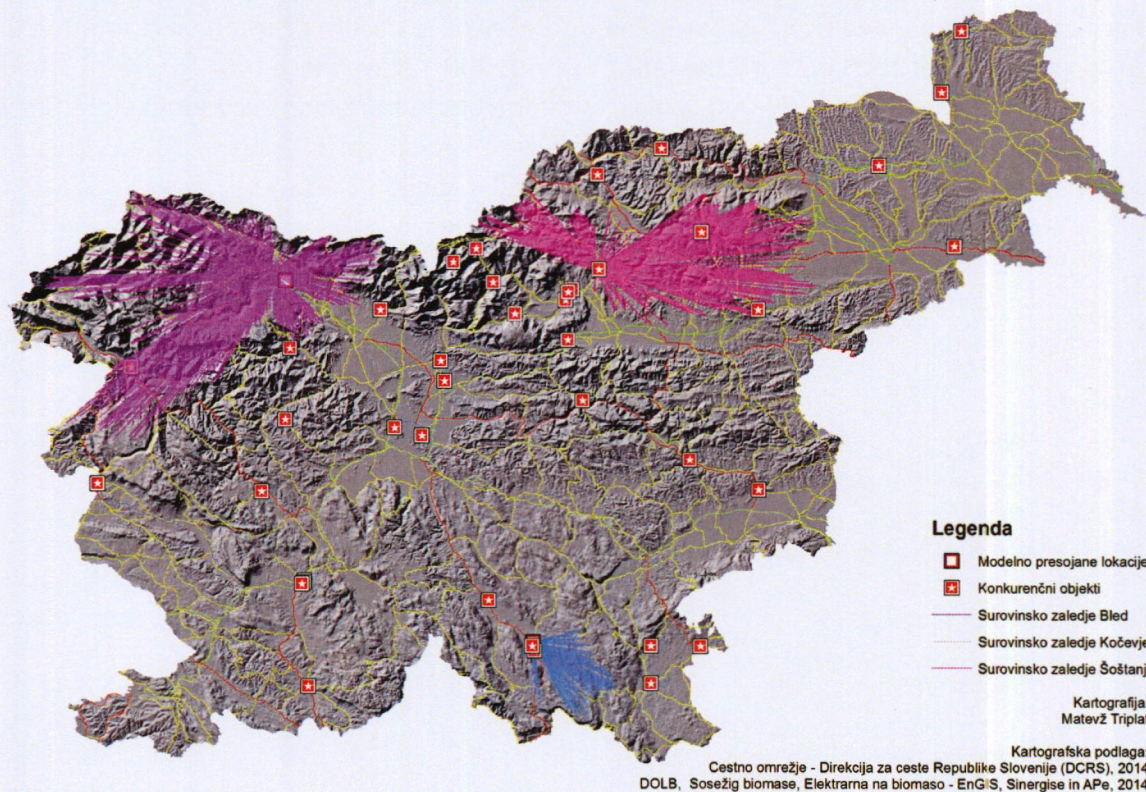 Legenda
Modelno presojane lokacije
Konkurenčni objekti
Surovinsko zaledje Bled
Surovinsko zaledje Kočevje
Surovinsko zaledje Šoštanj
Kartografija
Matevž Tripla
Kartografska podlaga
Cestno omrežje - Direkcija za ceste Republike Slovenije (DCRS), 2014
DOLB, Sosežig biomase, Elektrarna na biomaso - EnGIS, Sinergise in APe, 2014